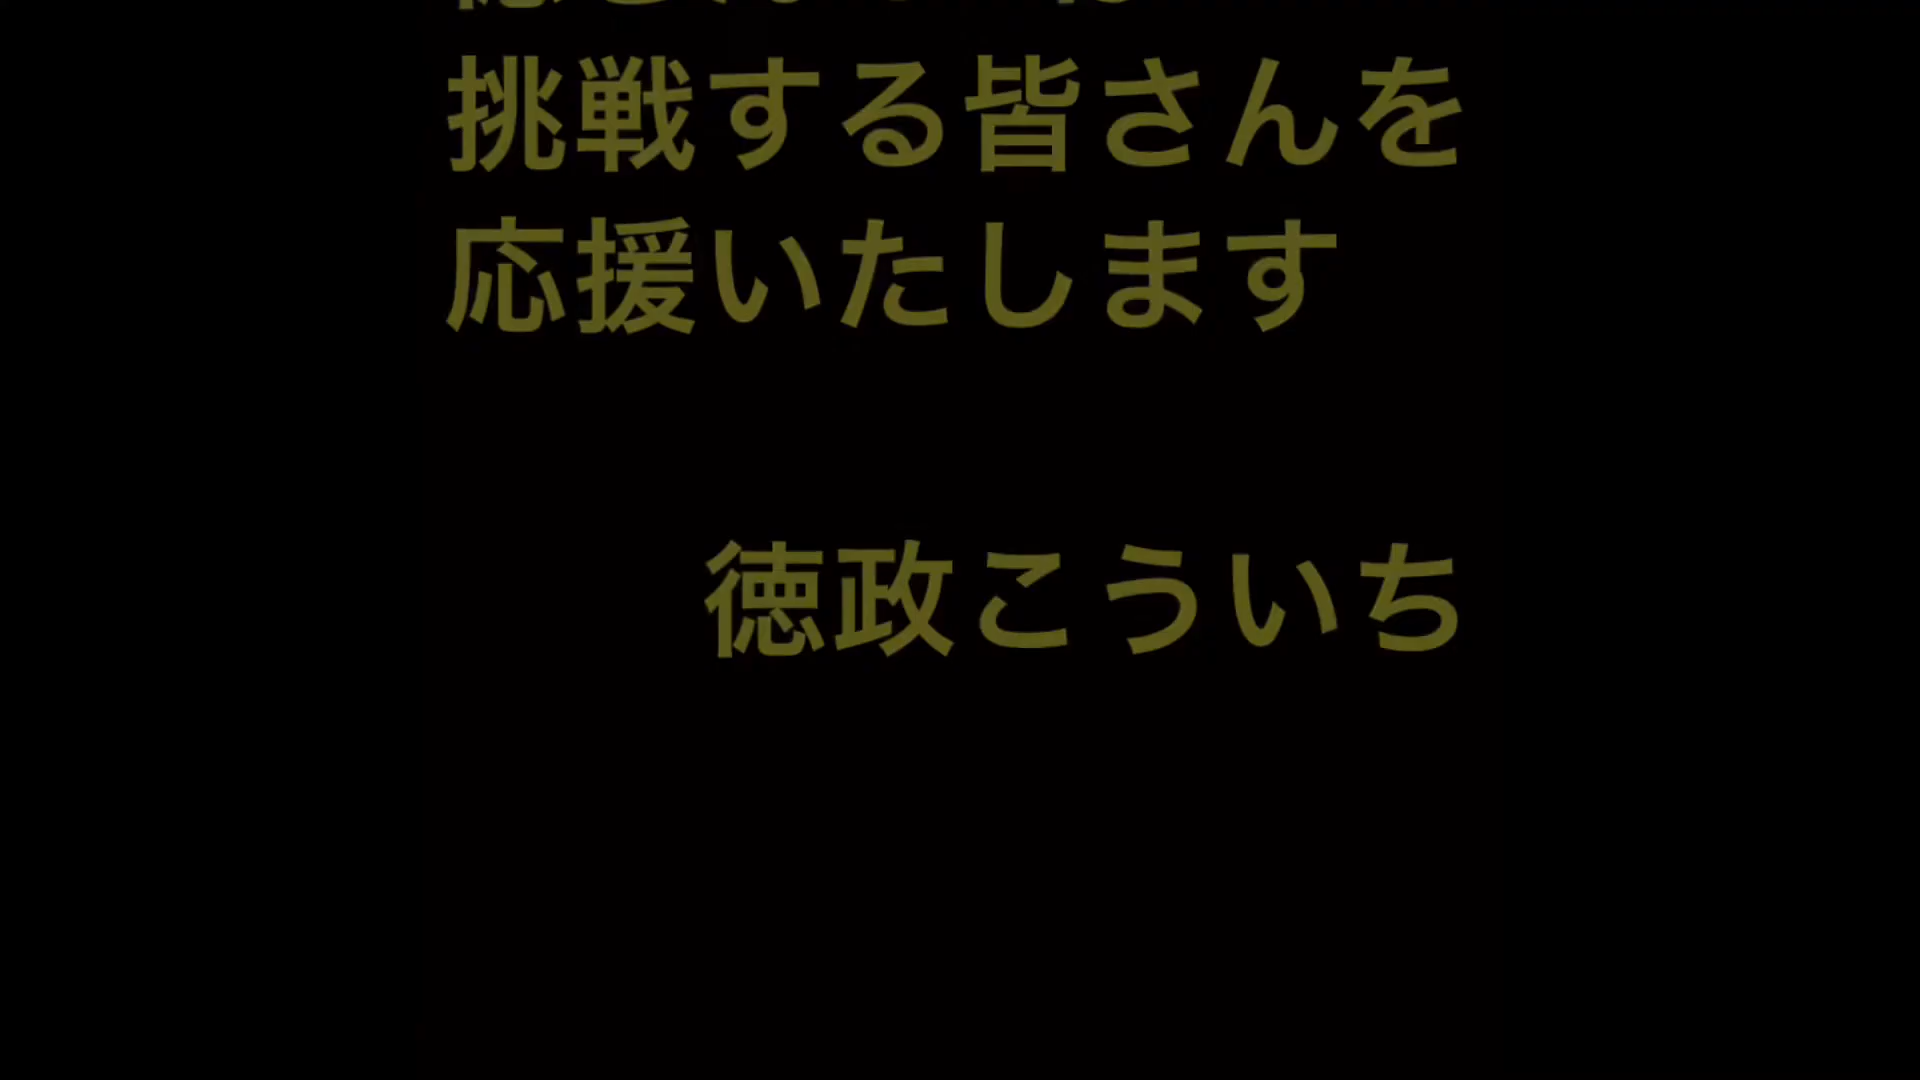 挑戦する皆さんを
応援いたします
徳政こういち